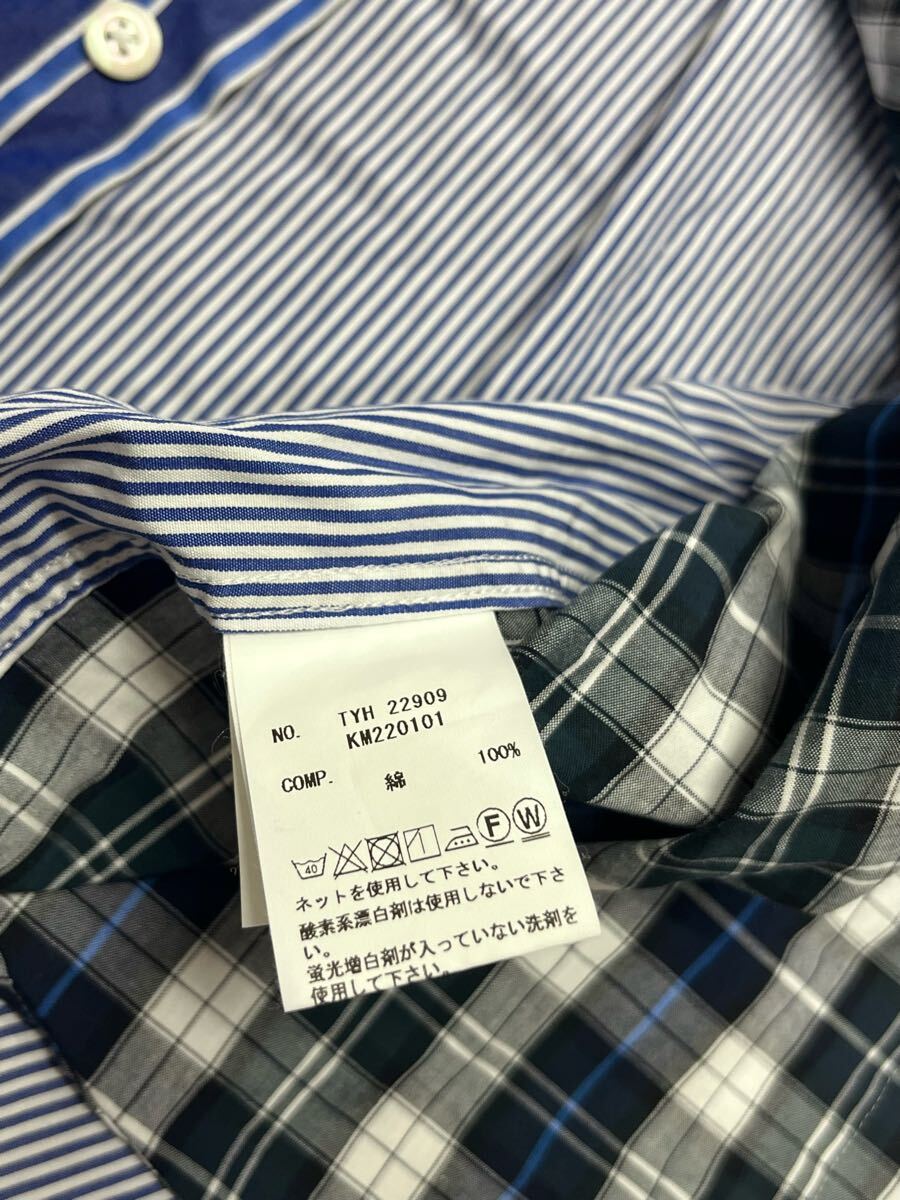 NO. TYH 22909
KM220101
COMP. 綿 100%
40 F W
ネットを使用して下さい。
酸素系漂白剤は使用しないで下さ
い。
蛍光増白剤が入っていない洗剤を
使用して下さい。